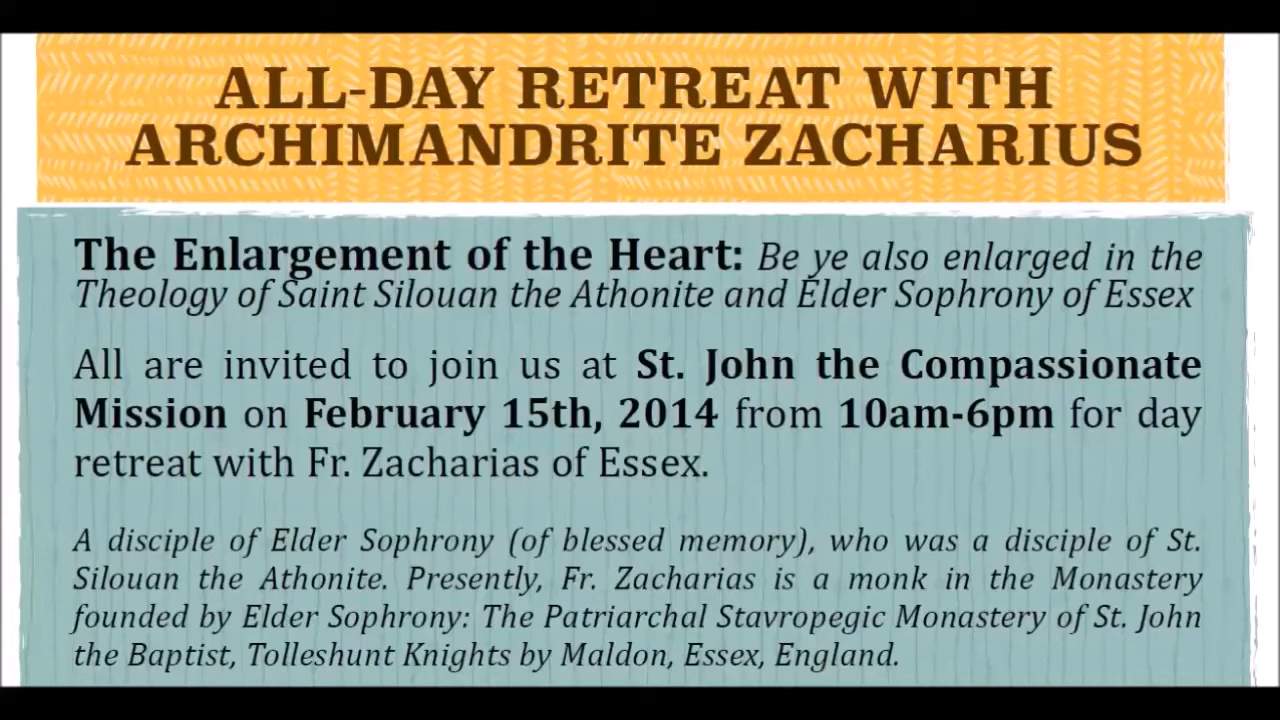 ALL-DAY RETREAT WITH
ARCHIMANDRITE ZACHARIUS
The Enlargement of the Heart: Be ye also enlarged in the
Theology of Saint Silouan the Athonite and Elder Sophrony of Essex
All are invited to join us at St. John the Compassionate
Mission on February 15th, 2014 from 10am-6pm for day
retreat with Fr. Zacharias of Essex.
A disciple of Elder Sophrony (of blessed memory), who was a disciple of St.
Silouan the Athonite. Presently, Fr. Zacharias is a monk in the Monastery
founded by Elder Sophrony: The Patriarchal Stavropegic Monastery of St. John
the Baptist, Tolleshunt Knights by Maldon, Essex, England.